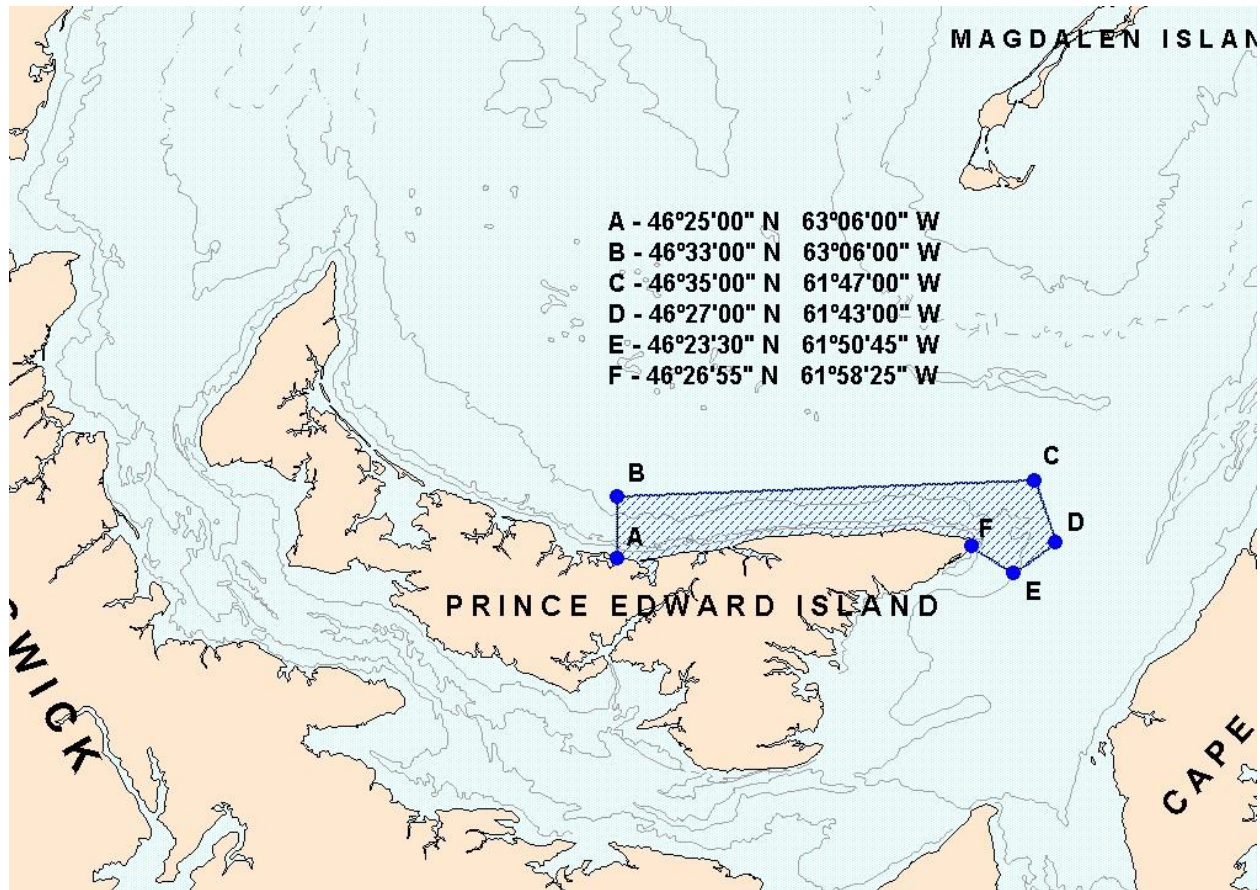 MAGDALEN ISLAN
A - 46º25'00" N 63º06'00" W
B - 46º33'00" N 63º06'00" W
C - 46º35'00" N 61º47'00" W
D - 46º27'00" N 61º43'00" W
E - 46º23'30" N 61º50'45" W
F - 46º26'55" N 61º58'25" W
C
B
D
A
F
E
PRINCE EDWARD ISLAND
WICK
CAPE